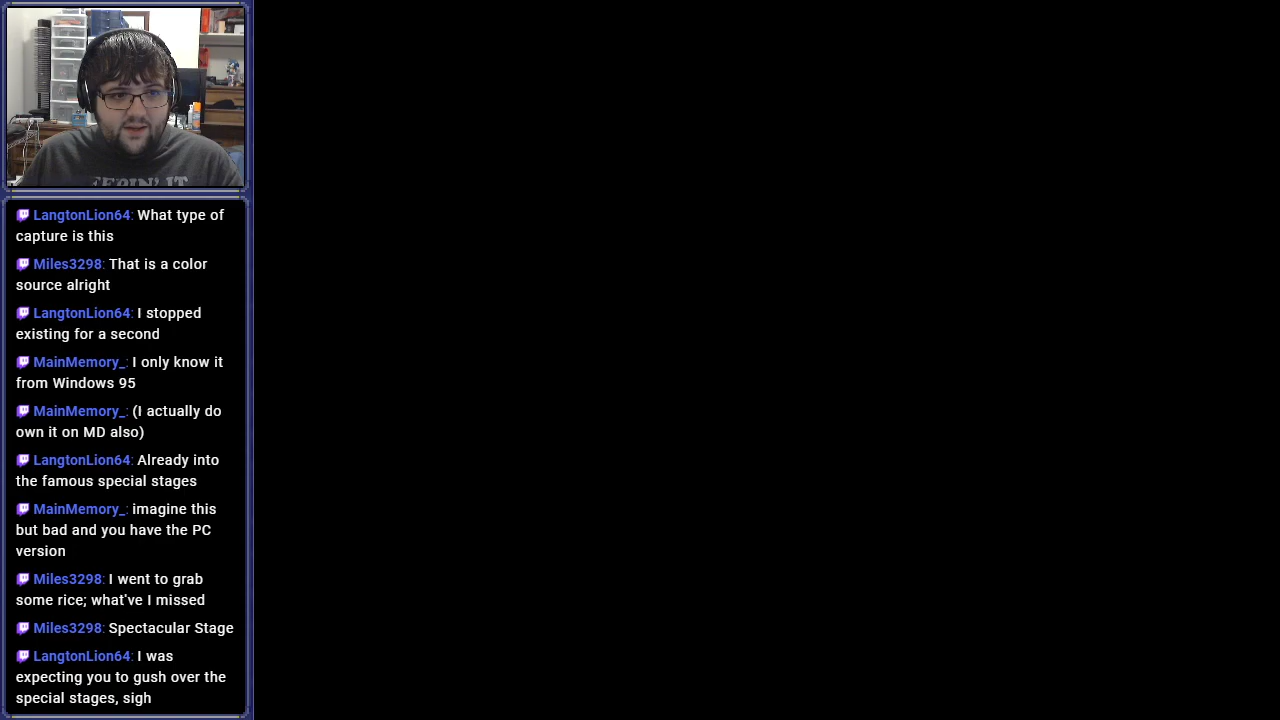 EEPIN' IT
LangtonLion64: What type of
capture is this
Miles3298: That is a color
source alright
LangtonLion64: I stopped
existing for a second
MainMemory_: I only know it
from Windows 95
MainMemory_: (I actually do
own it on MD also)
LangtonLion64: Already into
the famous special stages
MainMemory_: imagine this
but bad and you have the PC
version
Miles3298: I went to grab
some rice; what've I missed
Miles3298: Spectacular Stage
LangtonLion64: I was
expecting you to gush over the
special stages, sigh